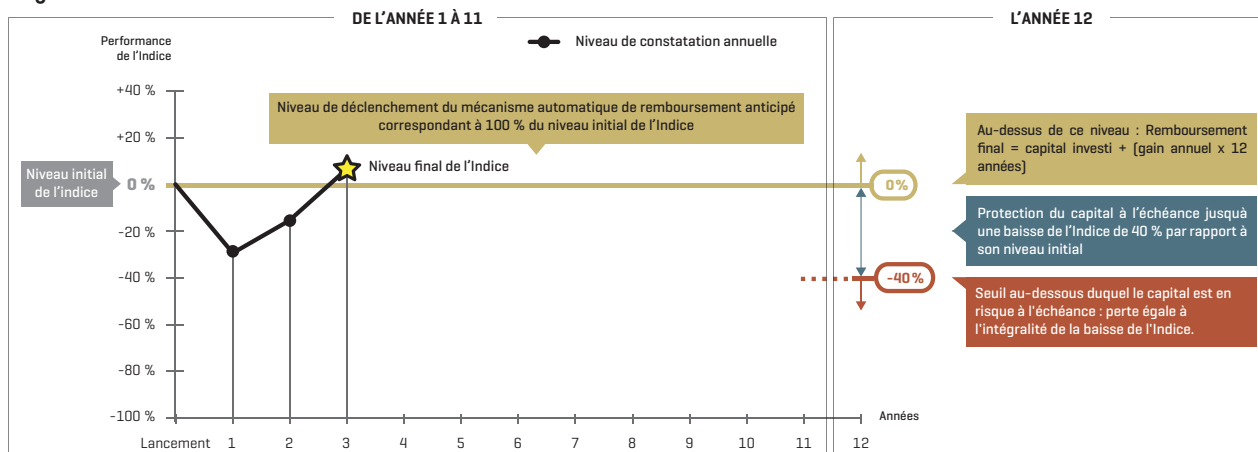 DE L'ANNÉE 1 À 11
L'ANNÉE 12
Performance
de l'Indice
Niveau de constatation annuelle
+40 %
+20 %
0 %
-20 %
-40 %
-60 %
-80 %
-100 %
Niveau initial
de l'índice
Niveau de déclenchement du mécanisme automatique de remboursement anticipé
correspondant à 100 % du niveau initial de l'Indice
Niveau final de l'Indice
0%
-40%
Au-dessus de ce niveau : Remboursement
final = capital investi + (gain annuel x 12
années)
Protection du capital à l'échéance jusquà
une baisse de l'Indice de 40 % par rapport à
son niveau initial
Seuil au-dessous duquel le capital est en
risque à l'échéance : perte égale à
l'intégralité de la baisse de l'Indice.
Années
Lancement 1 2 3 4 5 6 7 8 9 10 11 12